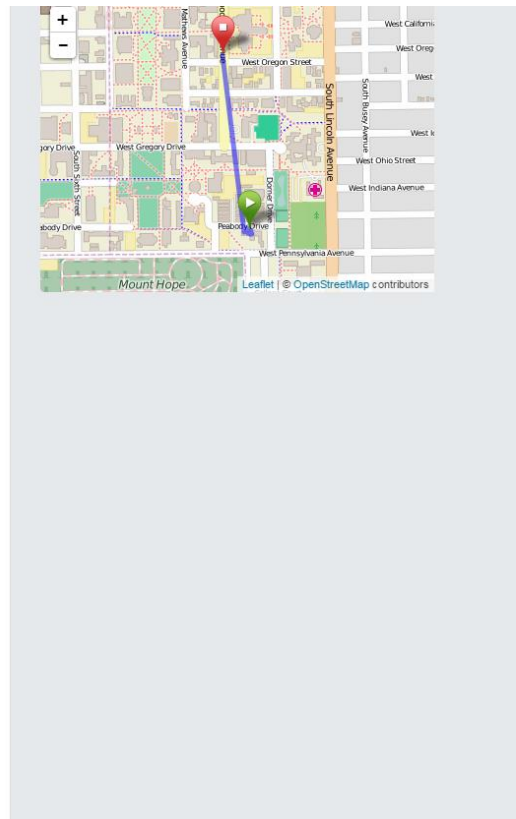 +
−
Mathews Avenue
West California
West Oregon Street
West Oreg
West
South Lincoln Avenue
South Busey Avenue
gory Drive
West Gregory Drive
South Sixth Street
West Ohio Street
Dorner Drive
West Indiana Avenue
abody Drive
Peabody Drive
West Pennsylvania Avenue
Mount Hope
Leaflet | © OpenStreetMap contributors